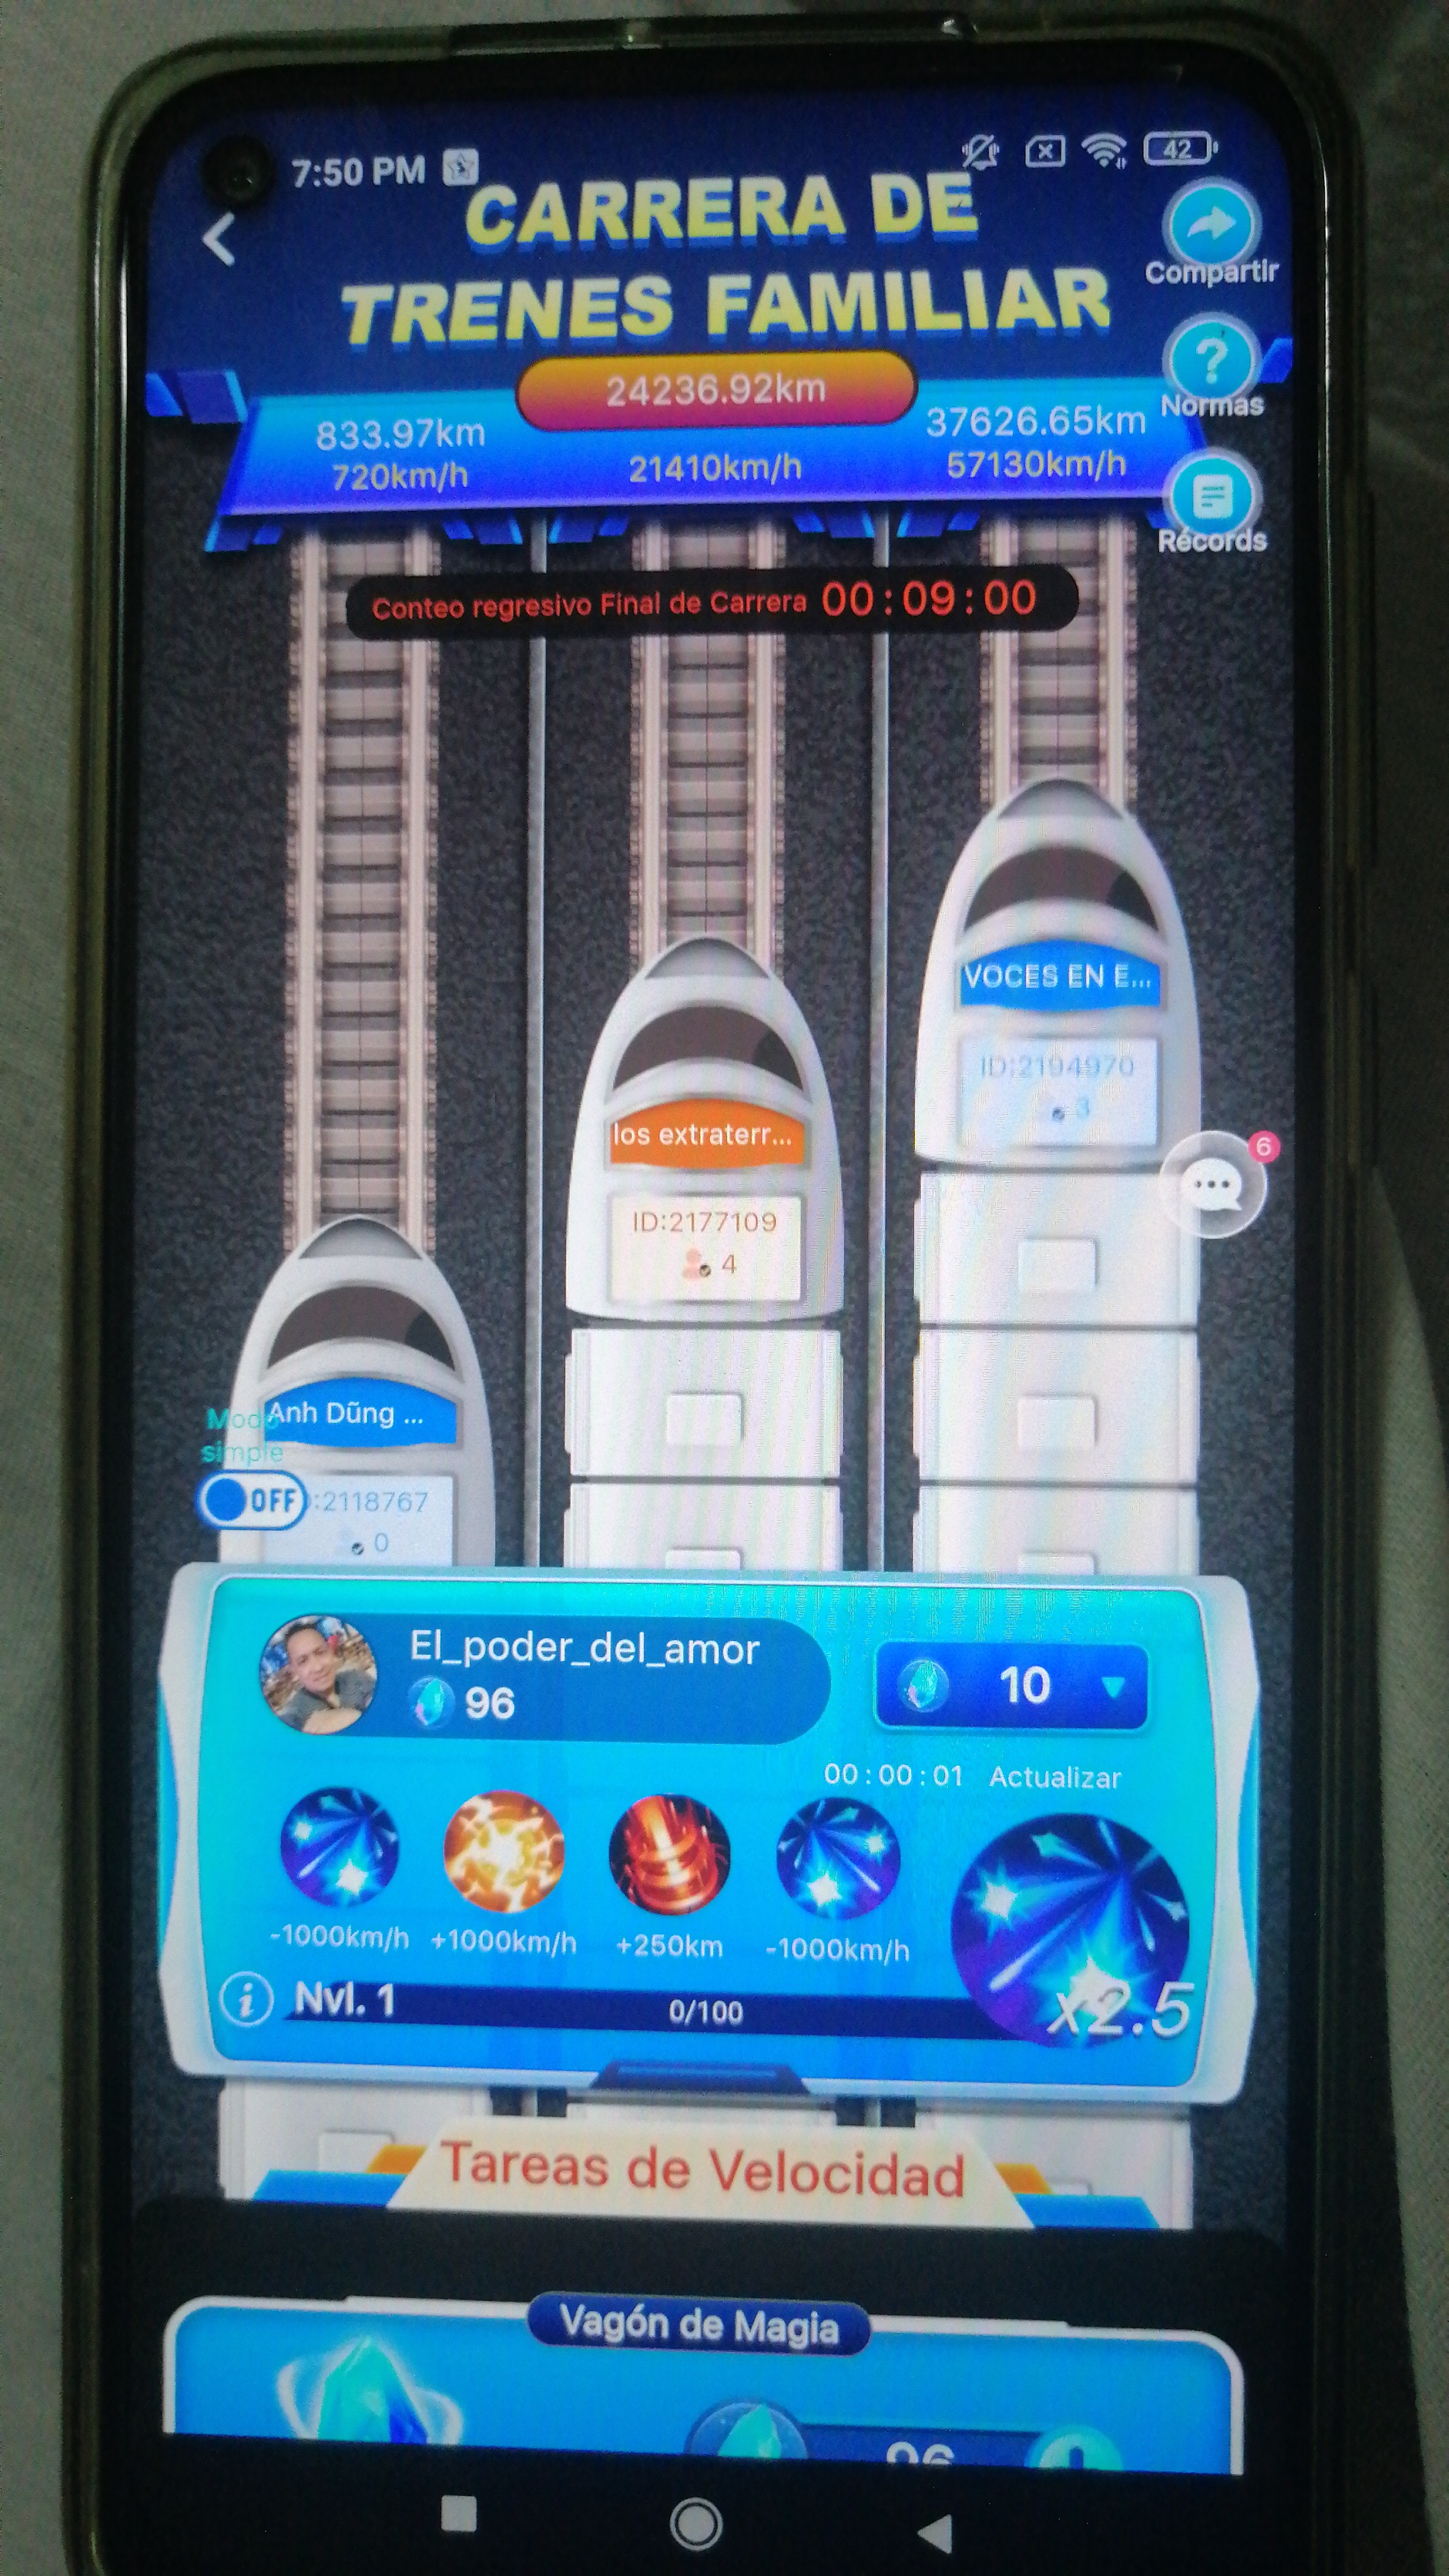 7:50 PM
42
CARRERA DE
TRENES FAMILIAR
Compartir
Normas
Récords
24236.92km
833.97km
37626.65km
720km/h
21410km/h
57130km/h
Conteo regresivo Final de Carrera 00:09:00
VOCES EN E...
ID:2194970
3
6
los extraterr...
ID:2177109
4
Anh Dũng ...
Modo
simple
OFF
:2118767
0
El_poder_del_amor
96
10
00:00:01 Actualizar
-1000km/h
+1000km/h
+250km
-1000km/h
x2.5
Nvl. 1
0/100
Tareas de Velocidad
Vagón de Magia
96